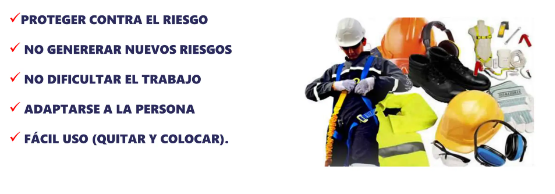 ✓PROTEGER CONTRA EL RIESGO
✓ NO GENERERAR NUEVOS RIESGOS
✓ NO DIFICULTAR EL TRABAJO
✓ ADAPTARSE A LA PERSONA
✓ FÁCIL USO (QUITAR Y COLOCAR).